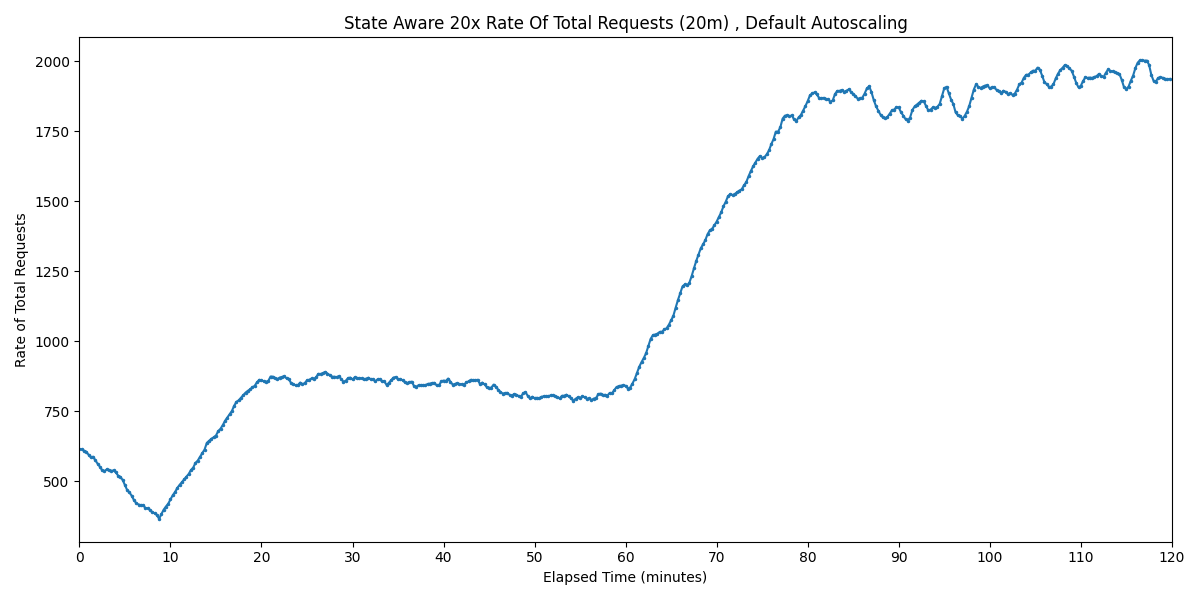 State Aware 20x Rate Of Total Requests (20m) , Default Autoscaling
2000
1750
1500
1250
1000
750
500
Rate of Total Requests
0 10 20 30 40 50 60 70 80 90 100 110 120
Elapsed Time (minutes)